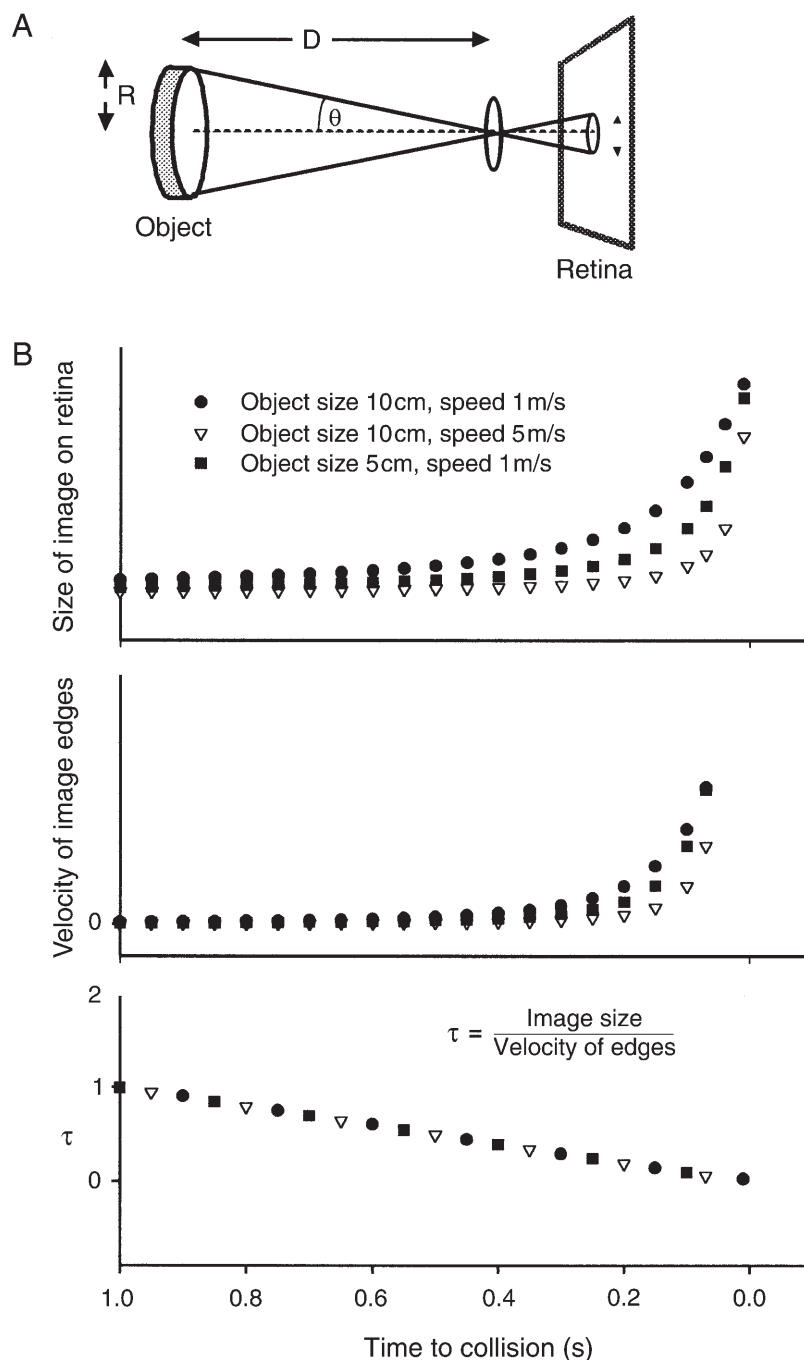 A
D
R
θ
Object
Retina
B
Size of image on retina
Object size 10cm, speed 1m/s
Object size 10cm, speed 5m/s
Object size 5cm, speed 1m/s
Velocity of image edges
0
2
1
τ
0
τ = Image size
Velocity of edges
1.0 0.8 0.6 0.4 0.2 0.0
Time to collision (s)